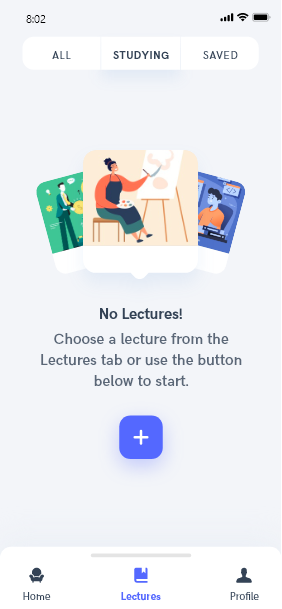 8:02
ALL STUDYING SAVED
No Lectures!
Choose a lecture from the
Lectures tab or use the button
below to start.
Home Lectures Profile